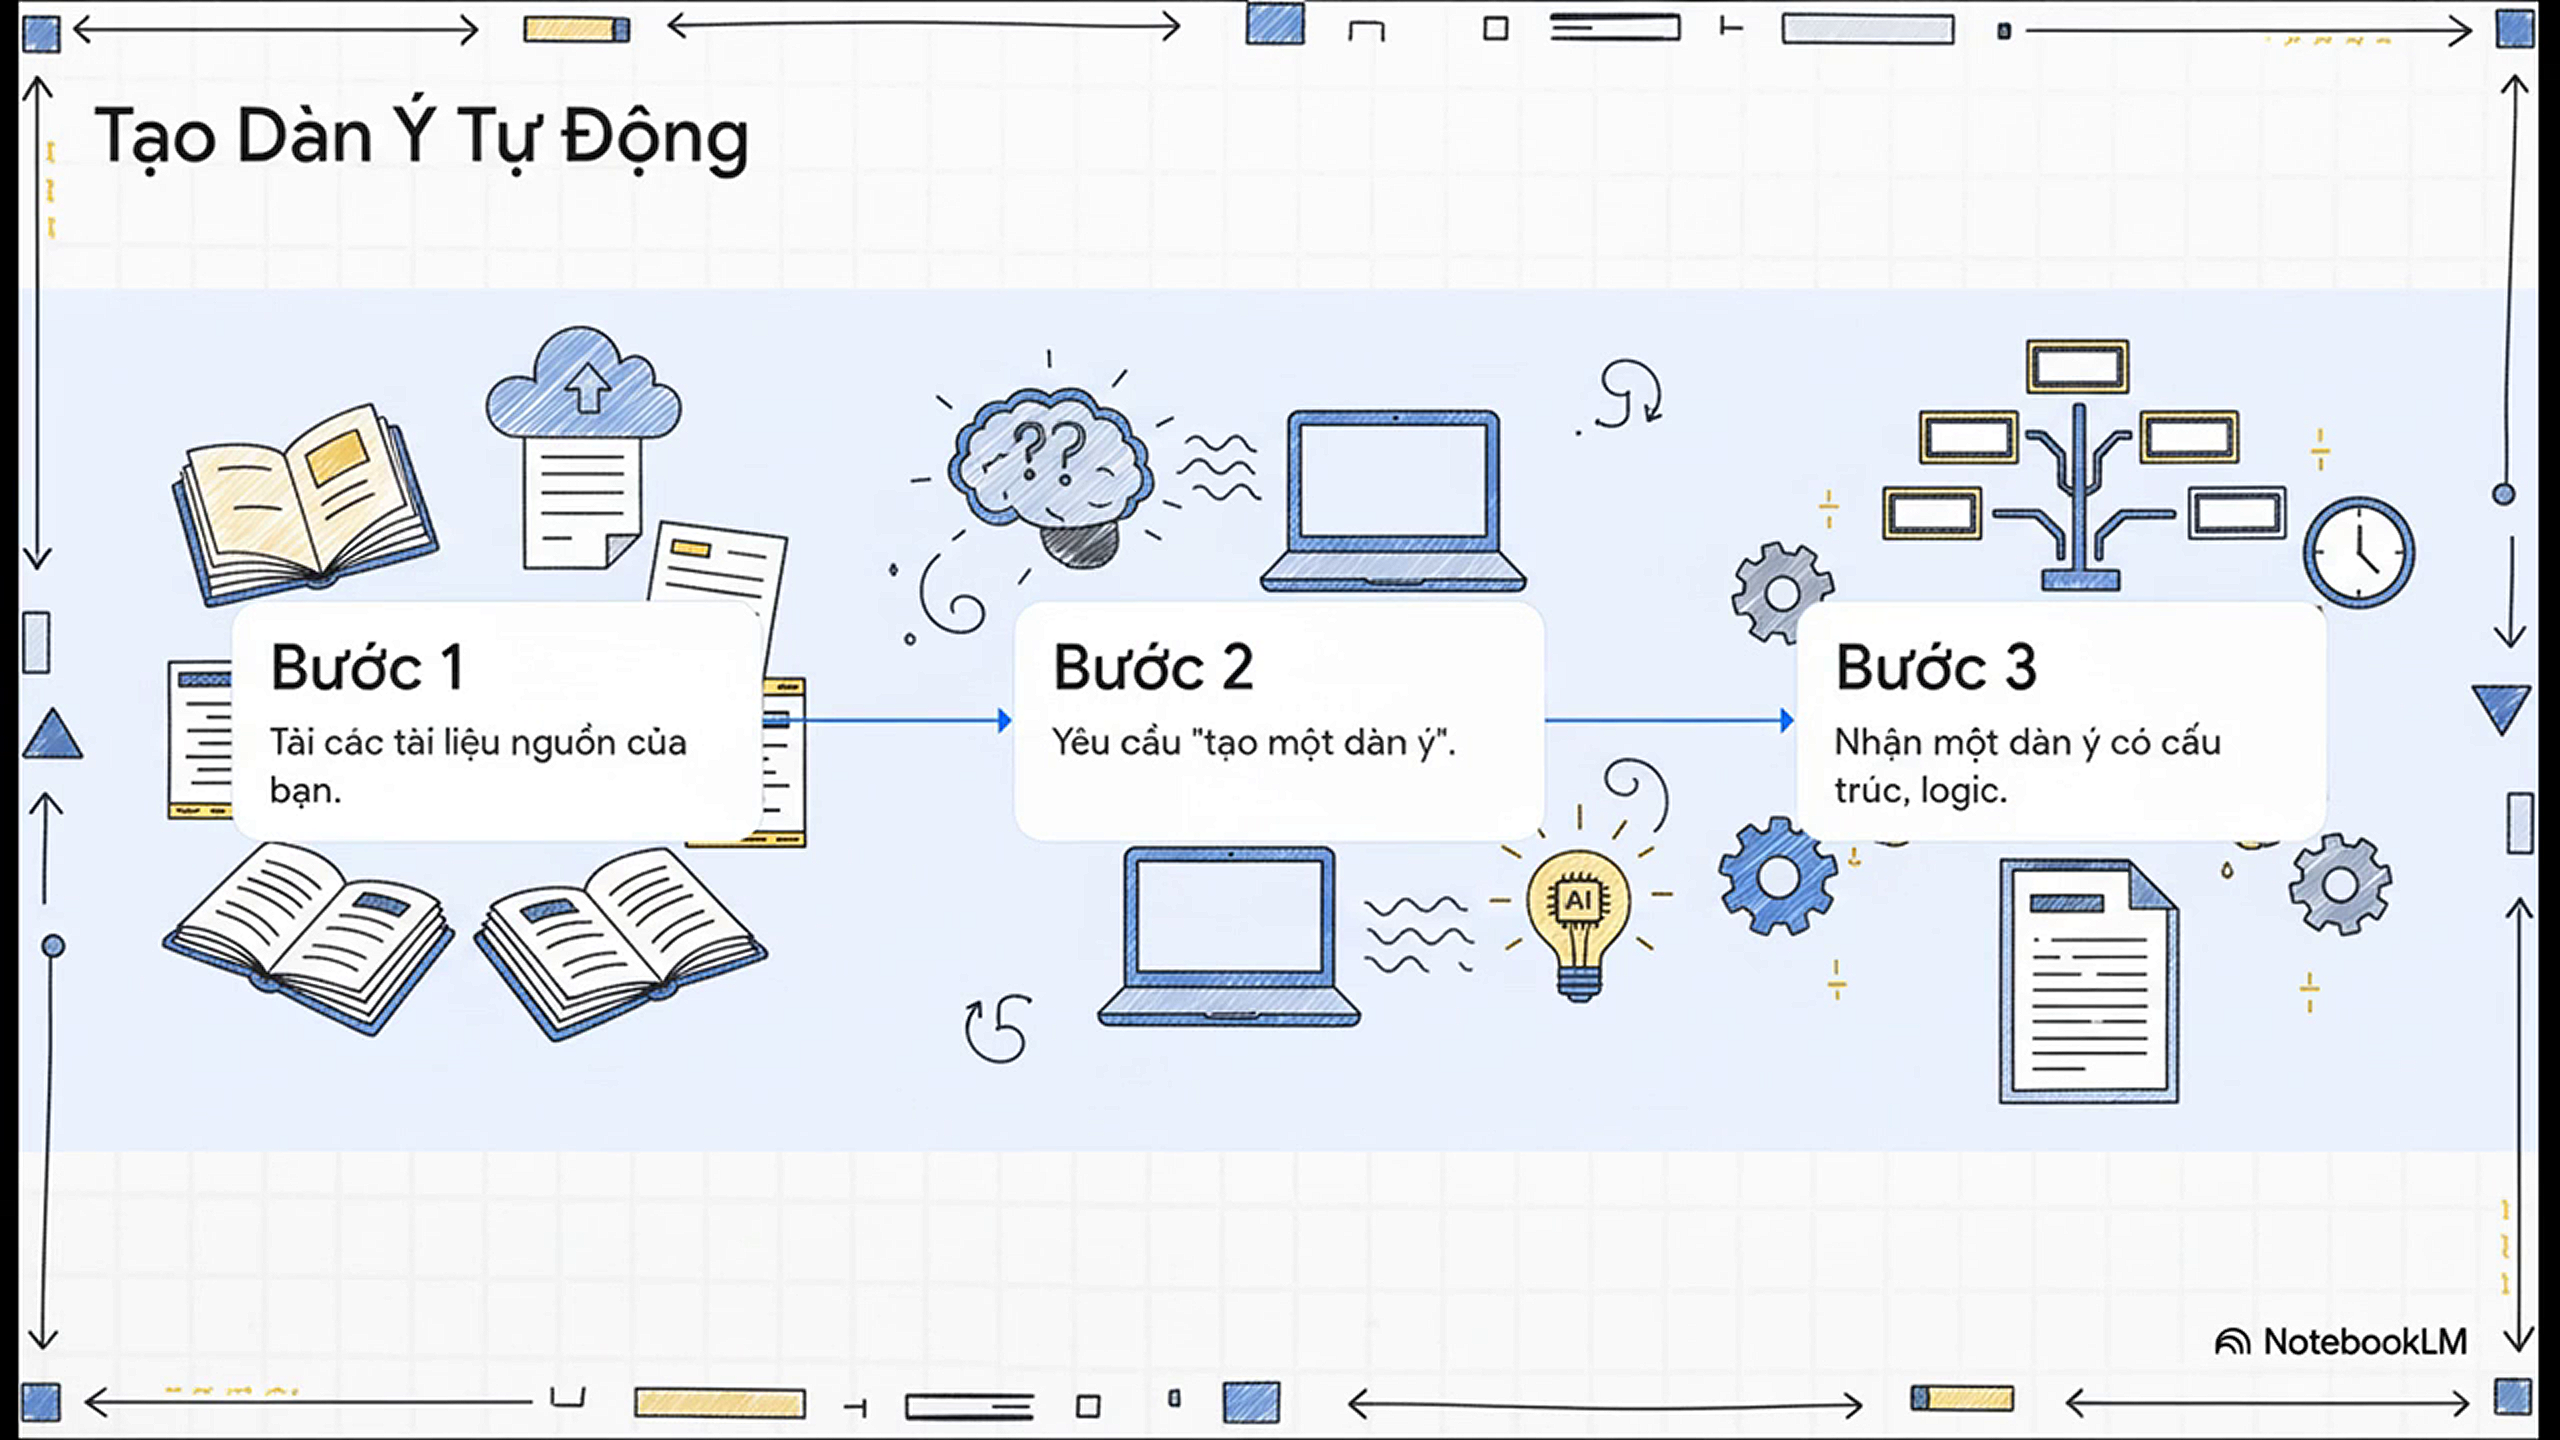 Tạo Dàn Ý Tự Động
Bước 1
Tải các tài liệu nguồn của
bạn.
Bước 2
Yêu cầu "tạo một dàn ý".
Bước 3
Nhận một dàn ý có cấu
trúc, logic.
??
AI
NotebookLM